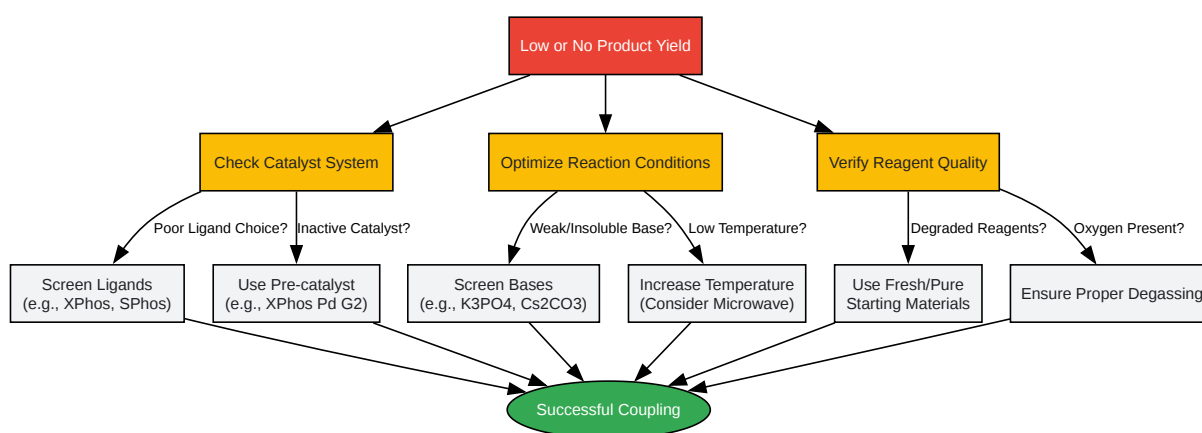 Low or No Product Yield
Check Catalyst System
Optimize Reaction Conditions
Verify Reagent Quality
Poor Ligand Choice?
Inactive Catalyst?
Weak/Insoluble Base?
Low Temperature?
Degraded Reagents?
Oxygen Present?
Screen Ligands
(e.g., XPhos, SPhos)
Use Pre-catalyst
(e.g., XPhos Pd G2)
Screen Bases
(e.g., K3PO4, Cs2CO3)
Increase Temperature
(Consider Microwave)
Use Fresh/Pure
Starting Materials
Ensure Proper Degassing
Successful Coupling